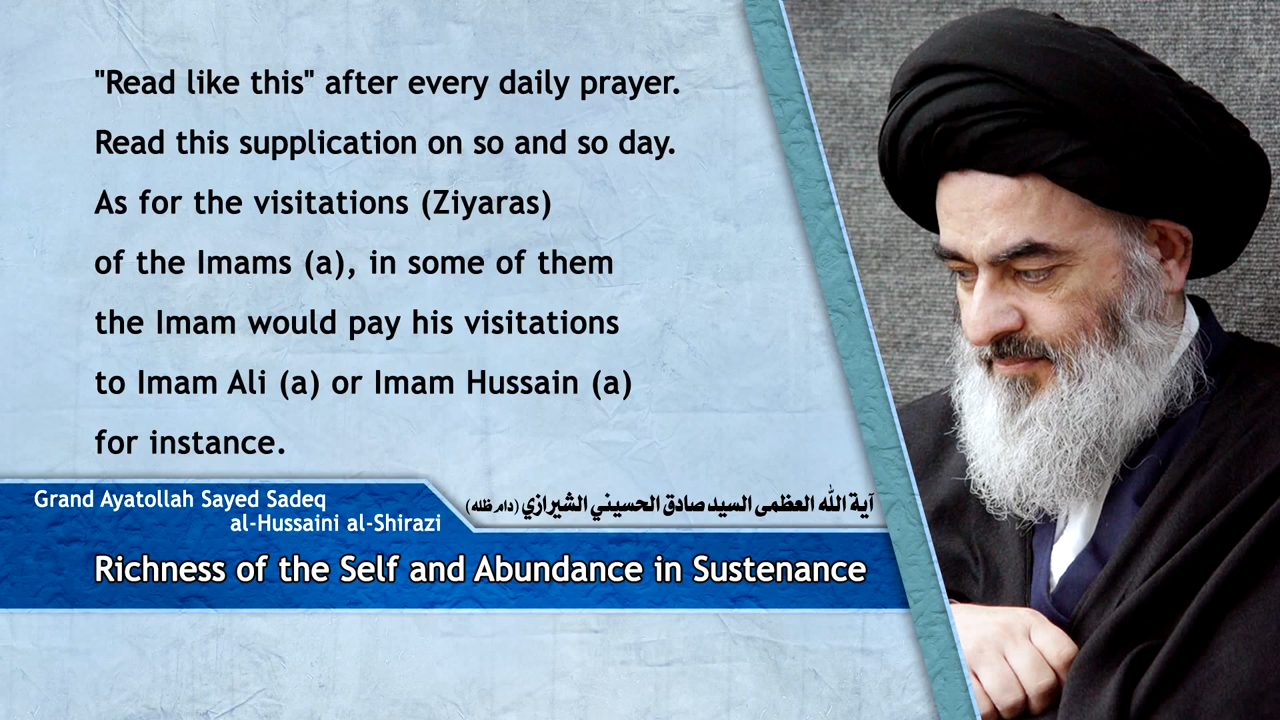 "Read like this" after every daily prayer.
Read this supplication on so and so day.
As for the visitations (Ziyaras)
of the Imams (a), in some of them
the Imam would pay his visitations
to Imam Ali (a) or Imam Hussain (a)
for instance.
Grand Ayatollah Sayed Sadeq
al-Hussaini al-Shirazi
آية الله العظمى السيد صادق الحسيني الشيرازي (دام ظله)
Richness of the Self and Abundance in Sustenance